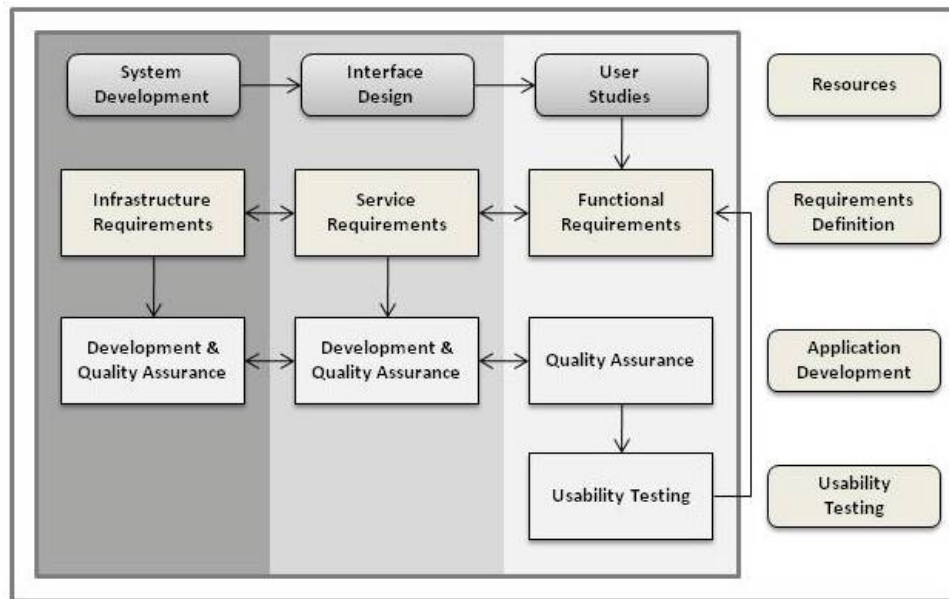 System
Development
Interface
Design
User
Studies
Resources
Infrastructure
Requirements
Service
Requirements
Functional
Requirements
Requirements
Definition
Development &
Quality Assurance
Development &
Quality Assurance
Quality Assurance
Application
Development
Usability Testing
Usability
Testing